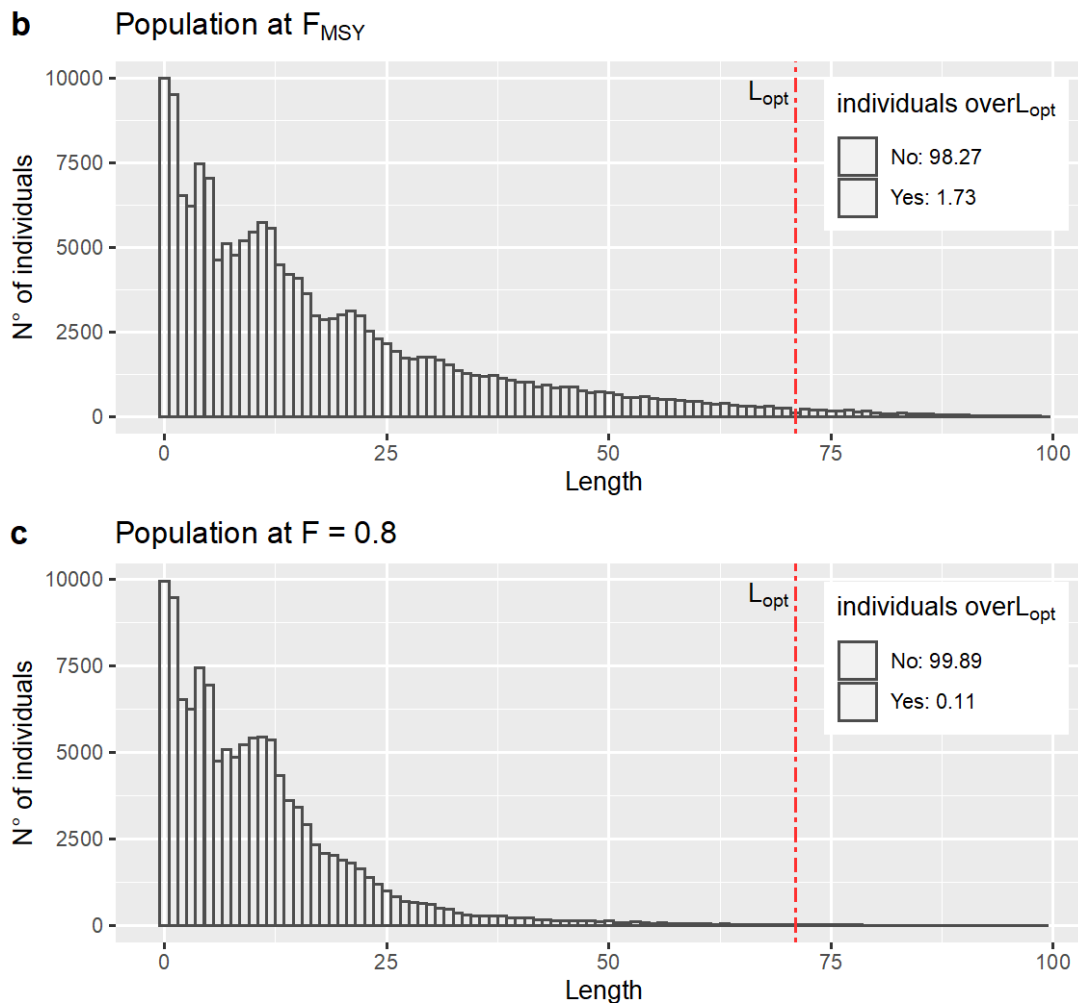 b Population at FMSY
10000
7500
5000
2500
0
N° of individuals
Lopt
individuals overLopt
No: 98.27
Yes: 1.73
0 25 50 75 100
Length
c Population at F = 0.8
10000
7500
5000
2500
0
N° of individuals
Lopt
individuals overLopt
No: 99.89
Yes: 0.11
0 25 50 75 100
Length